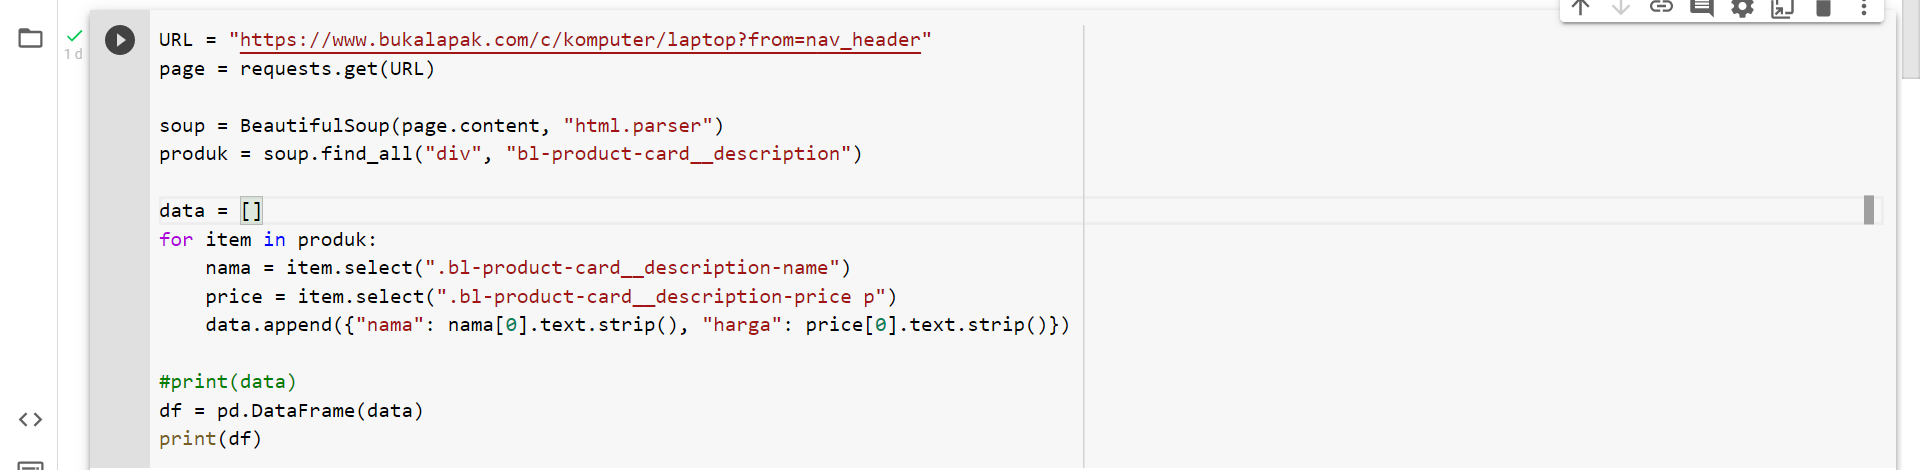 URL = "https://www.bukalapak.com/c/komputer/laptop?from=nav_header"
page = requests.get(URL)
soup = BeautifulSoup(page.content, "html.parser")
produk = soup.find_all("div", "bl-product-card__description")
data = []
for item in produk:
    nama = item.select(".bl-product-card__description-name")
    price = item.select(".bl-product-card__description-price p")
    data.append({"nama": nama[0].text.strip(), "harga": price[0].text.strip()})
#print(data)
df = pd.DataFrame(data)
print(df)
1 d